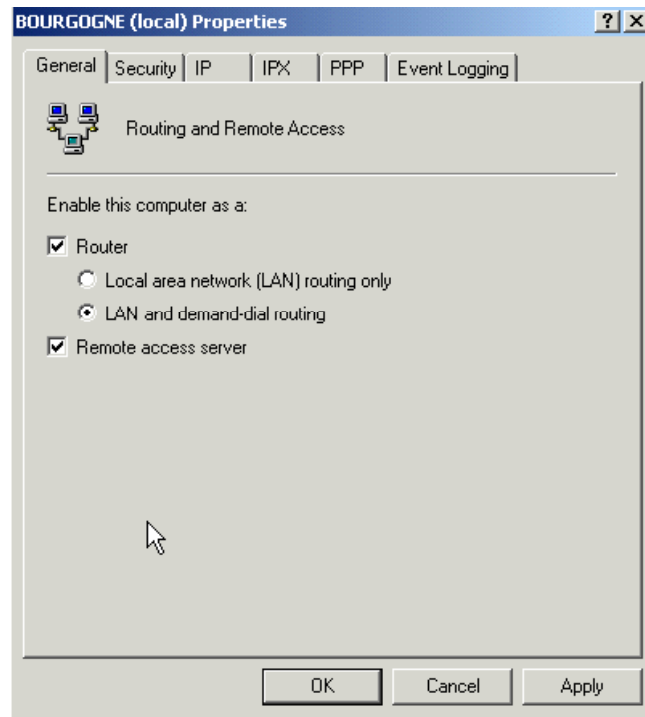 BOURGOGNE (local) Properties
General Security IP IPX PPP Event Logging
Routing and Remote Access
Enable this computer as a:
Router
Local area network (LAN) routing only
LAN and demand-dial routing
Remote access server
OK Cancel Apply